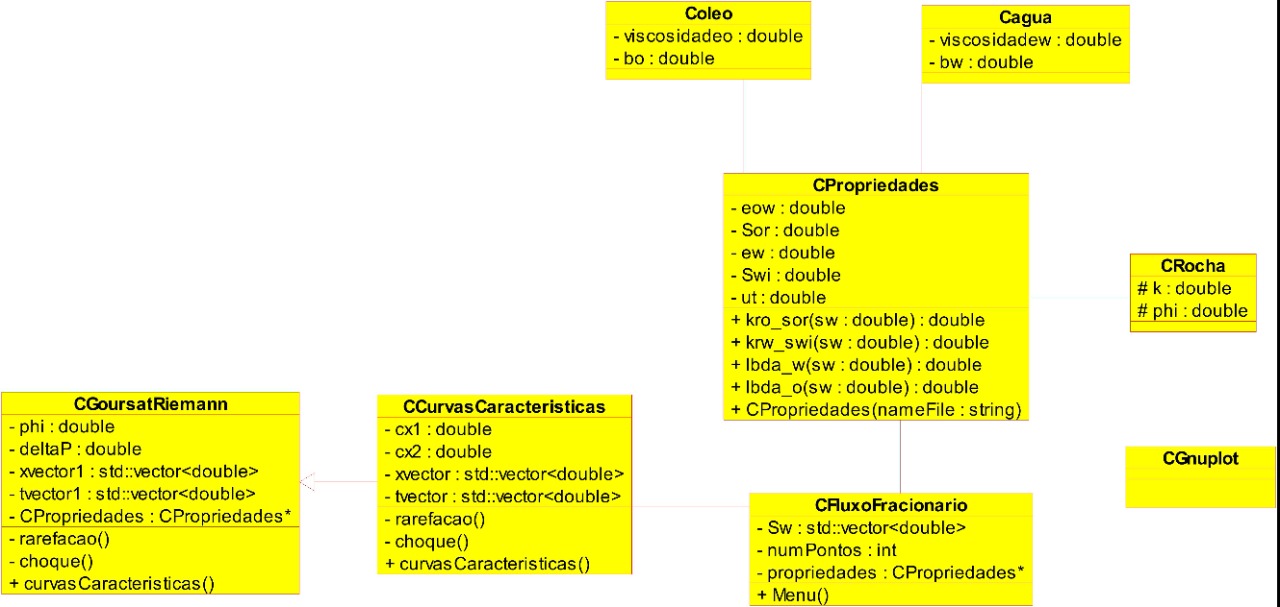 Coleo
- viscosidadeo : double
- bo : double
Cagua
- viscosidadew : double
- bw : double
CPropriedades
- eow : double
- Sor : double
- ew : double
- Swi : double
- ut : double
+ kro_sor(sw : double) : double
+ krw_swi(sw : double) : double
+ lbda_w(sw : double) : double
+ lbda_o(sw : double) : double
+ CPropriedades(nameFile : string)
CRocha
# k : double
# phi : double
CGoursatRiemann
- phi : double
- deltaP : double
- xvector1 : std::vector<double>
- tvector1 : std::vector<double>
- CPropriedades : CPropriedades*
- rarefacao()
- choque()
+ curvasCaracteristicas()
CCurvasCaracteristicas
- cx1 : double
- cx2 : double
- xvector : std::vector<double>
- tvector : std::vector<double>
- rarefacao()
- choque()
+ curvasCaracteristicas()
CFluxoFracionario
- Sw : std::vector<double>
- numPontos : int
- propriedades : CPropriedades*
+ Menu()
CGnuplot